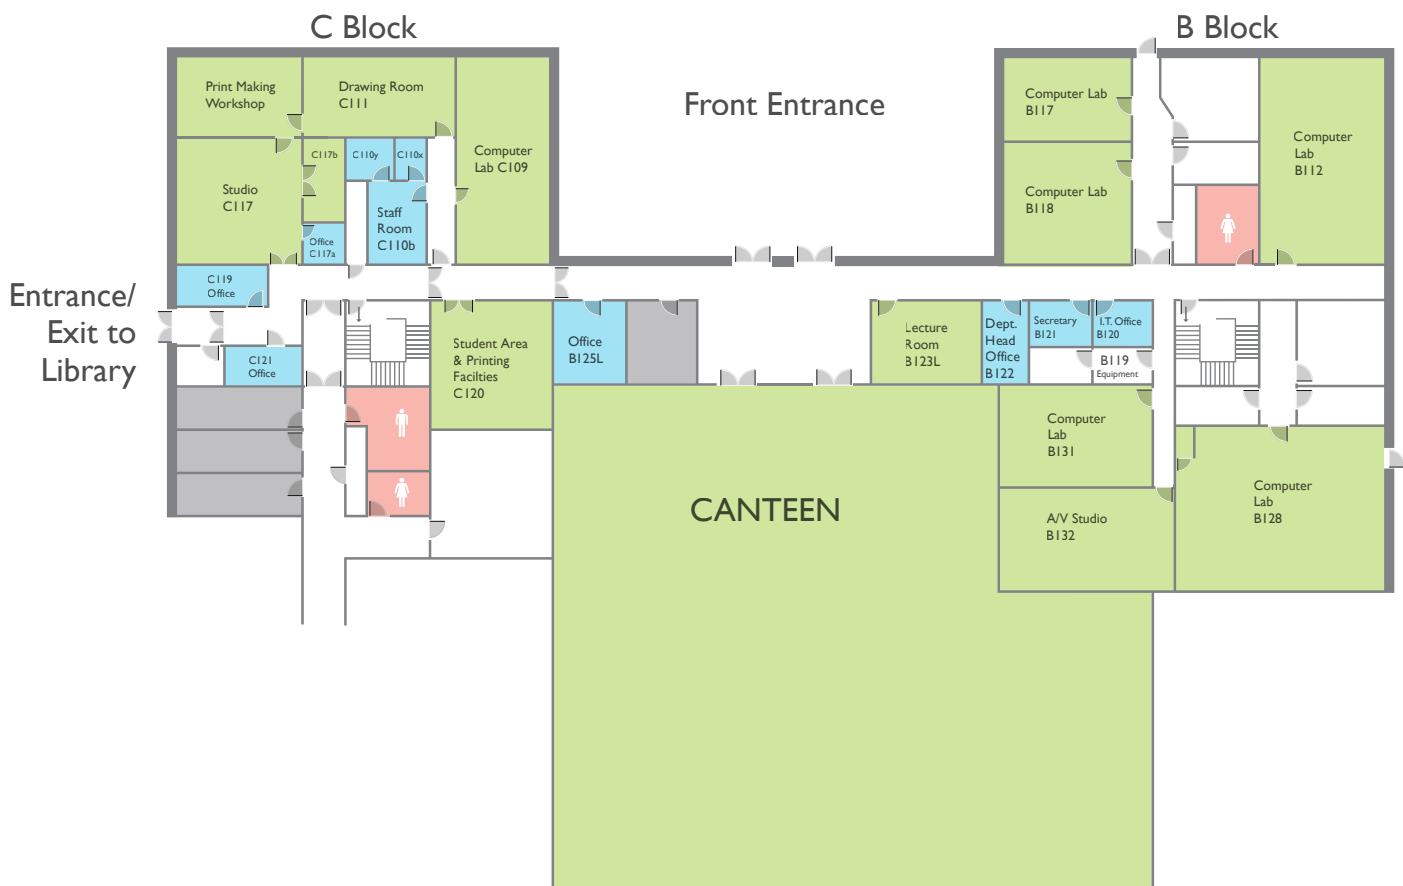 C Block
B Block
Front Entrance
Print Making
Workshop
Drawing Room
C111
Computer
Lab C109
C117b
C110y
C110x
Studio
C117
Staff
Room
C110b
Office
C117a
C119
Office
Entrance/
Exit to
Library
C121
Office
Student Area
& Printing
Facilties
C120
Office
B125L
Computer Lab
B117
Computer Lab
B118
Computer
Lab
B112
Lecture
Room
B123L
Dept.
Head
Office
B122
Secretary
B121
I.T. Office
B120
B119
Equipment
Computer
Lab
B131
A/V Studio
B132
Computer
Lab
B128
CANTEEN